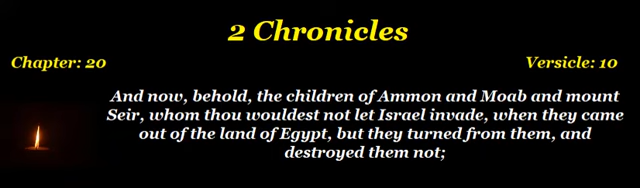 2 Chronicles
Chapter: 20
Versicle: 10
And now, behold, the children of Ammon and Moab and mount
Seir, whom thou wouldest not let Israel invade, when they came
out of the land of Egypt, but they turned from them, and
destroyed them not;